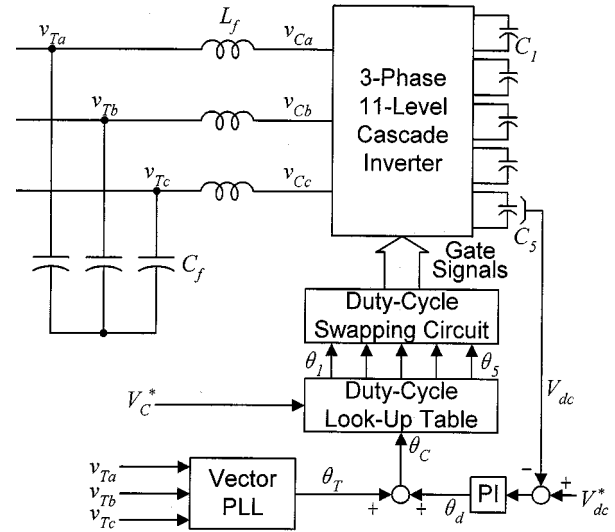 v_Ta
L_f
v_Ca
C_1
v_Tb
v_Cb
3-Phase
11-Level
Cascade
Inverter
v_Tc
v_Cc
C_5
C_f
Gate
Signals
Duty-Cycle
Swapping Circuit
θ_1
θ_5
V_dc
V_C*
Duty-Cycle
Look-Up Table
θ_C
v_Ta
v_Tb
v_Tc
Vector
PLL
θ_T
+
+
−
θ_d
PI
−
+
V_dc*